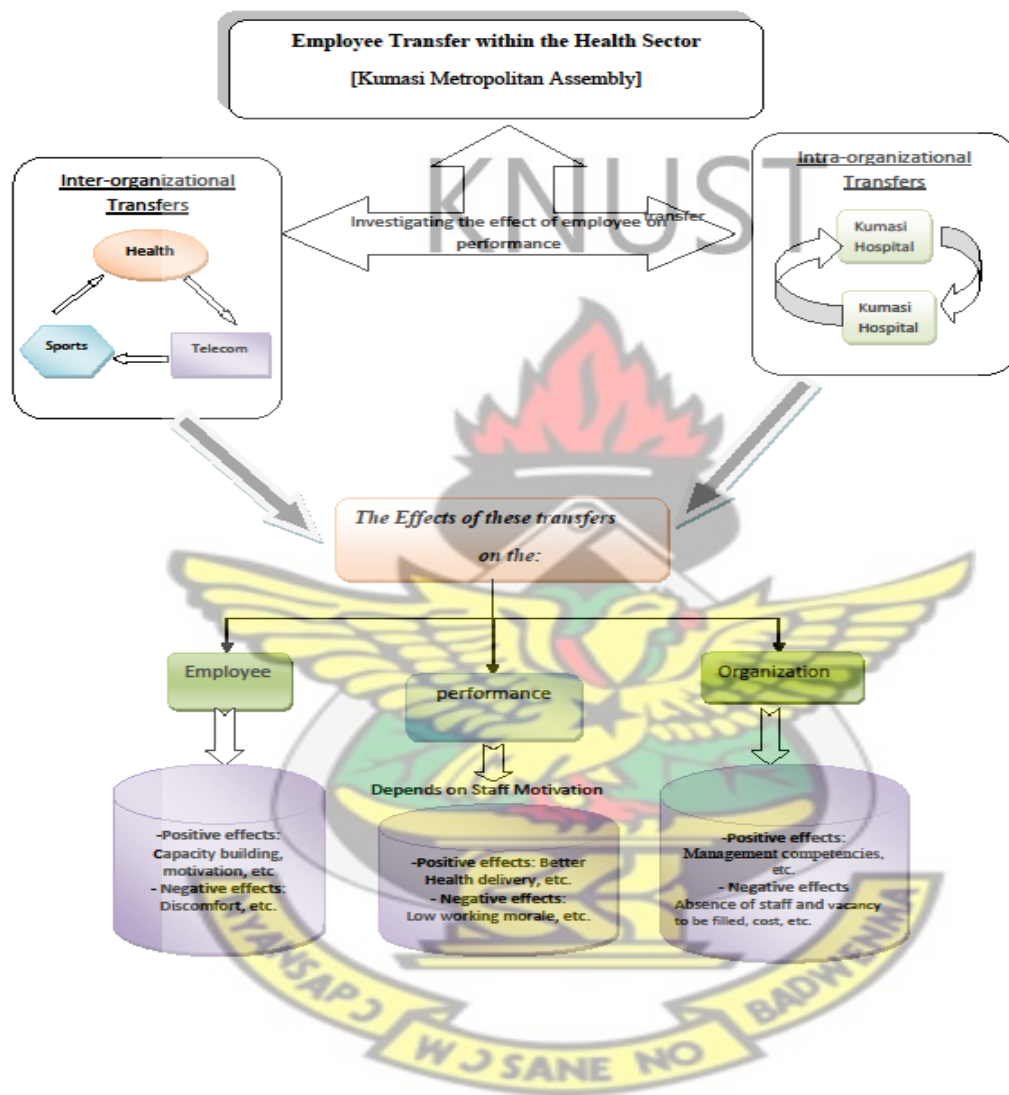 Employee Transfer within the Health Sector
[Kumasi Metropolitan Assembly]
KNUST
Inter-organizational
Transfers
Health
Sports
Telecom
Investigating the effect of employee on
transfer
performance
Intra-organizational
Transfers
Kumasi
Hospital
Kumasi
Hospital
The Effects of these transfers
on the:
Employee
performance
Organization
Depends on Staff Motivation
-Positive effects:
Capacity building,
motivation, etc
- Negative effects:
Discomfort, etc.
-Positive effects: Better
Health delivery, etc.
- Negative effects:
Low working morale, etc.
-Positive effects:
Management competencies,
etc.
- Negative effects
Absence of staff and vacancy
to be filled, cost, etc.
NYANSAPƆ
WƆSANE NO
BADWENMA